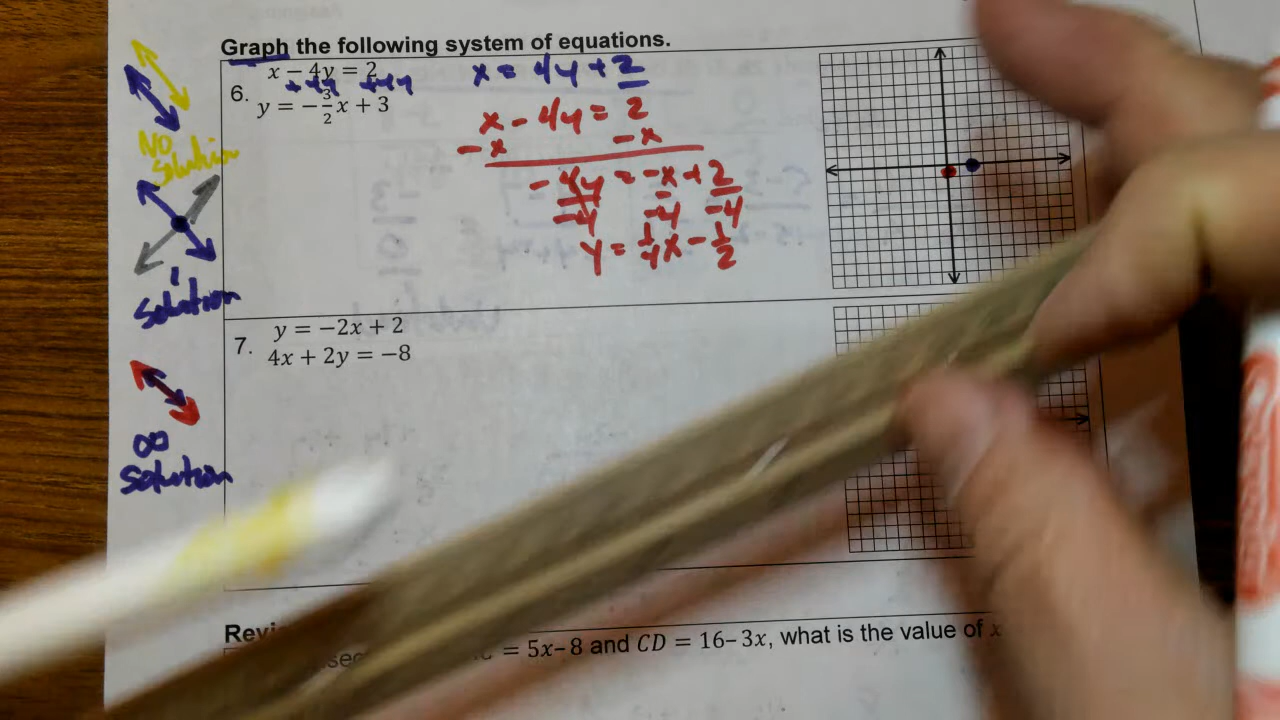 Graph the following system of equations.
6. x − 4y = 2
+4y +4y
y = −3/2x + 3
x = 4y + 2
x - 4y = 2
-x -x
-4y = -x + 2
-4 -4 -4
y = 1/4x - 1/2
NO
Solution
1
Solution
∞
Solution
7. y = −2x + 2
4x + 2y = −8
= 5x–8 and CD = 16–3x, what is the value of x